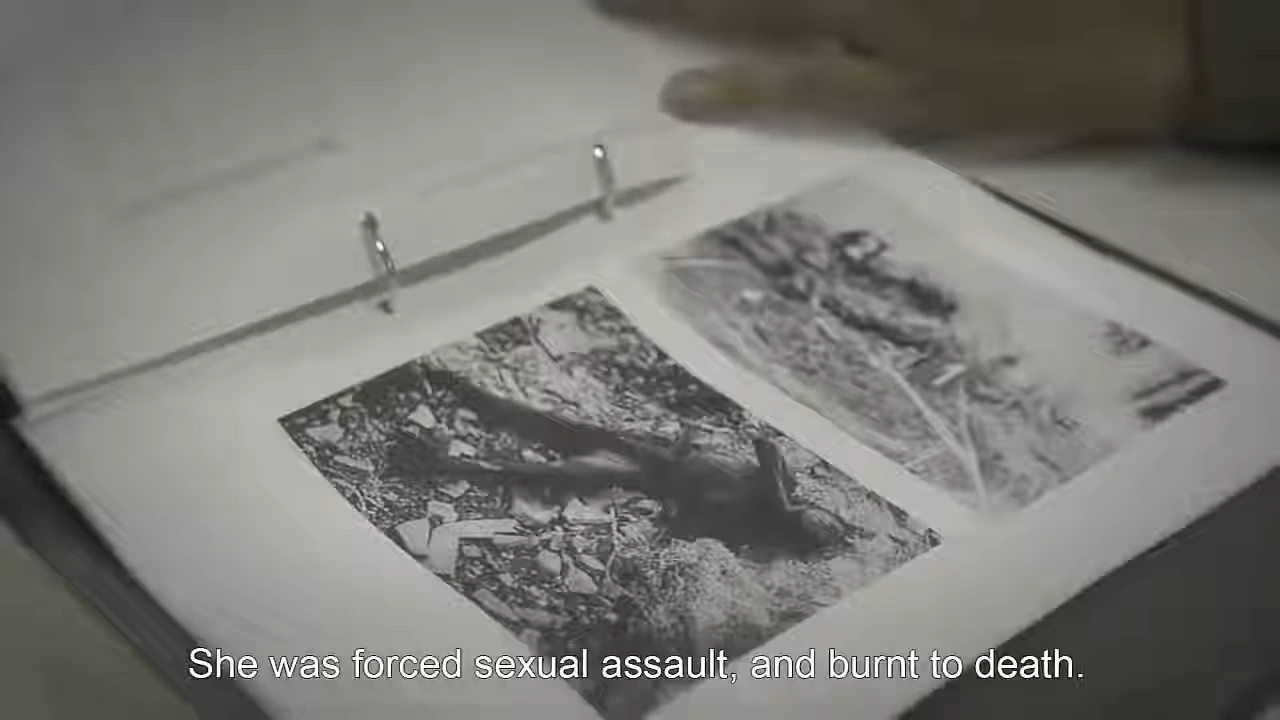 She was forced sexual assault, and burnt to death.